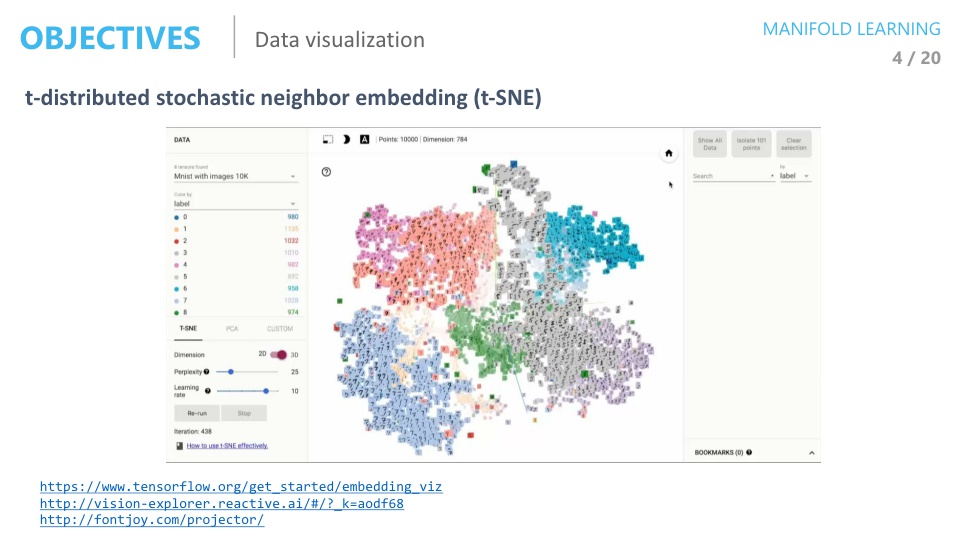 OBJECTIVES
Data visualization
MANIFOLD LEARNING
4 / 20
t-distributed stochastic neighbor embedding (t-SNE)
DATA
Points: 10000 | Dimension: 784
Show All Data
Isolate 101 points
Clear selection
8 tensors found
Mnist with images 10K
Search
by
label
Color by
label
0 980
1 1135
2 1032
3 1010
4 982
5 892
6 958
7 1028
8 974
T-SNE PCA CUSTOM
Dimension 2D 3D
Perplexity 25
Learning rate 10
Re-run Stop
Iteration: 438
How to use t-SNE effectively.
BOOKMARKS (0)
https://www.tensorflow.org/get_started/embedding_viz
http://vision-explorer.reactive.ai/#/?_k=aodf68
http://fontjoy.com/projector/